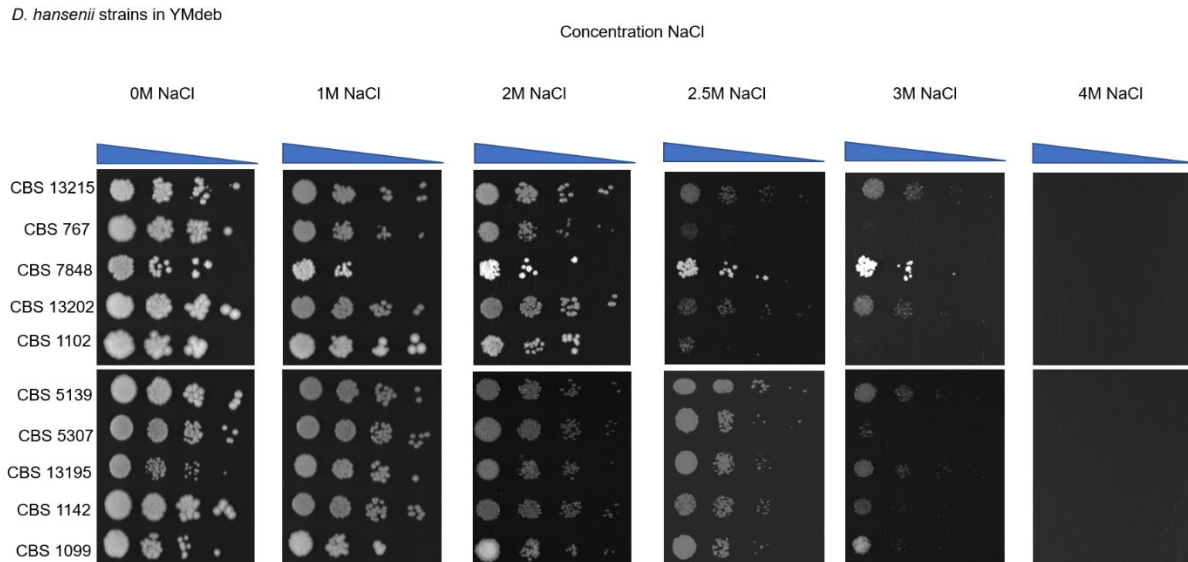 D. hansenii strains in YMdeb
Concentration NaCl
0M NaCl 1M NaCl 2M NaCl 2.5M NaCl 3M NaCl 4M NaCl
CBS 13215
CBS 767
CBS 7848
CBS 13202
CBS 1102
CBS 5139
CBS 5307
CBS 13195
CBS 1142
CBS 1099